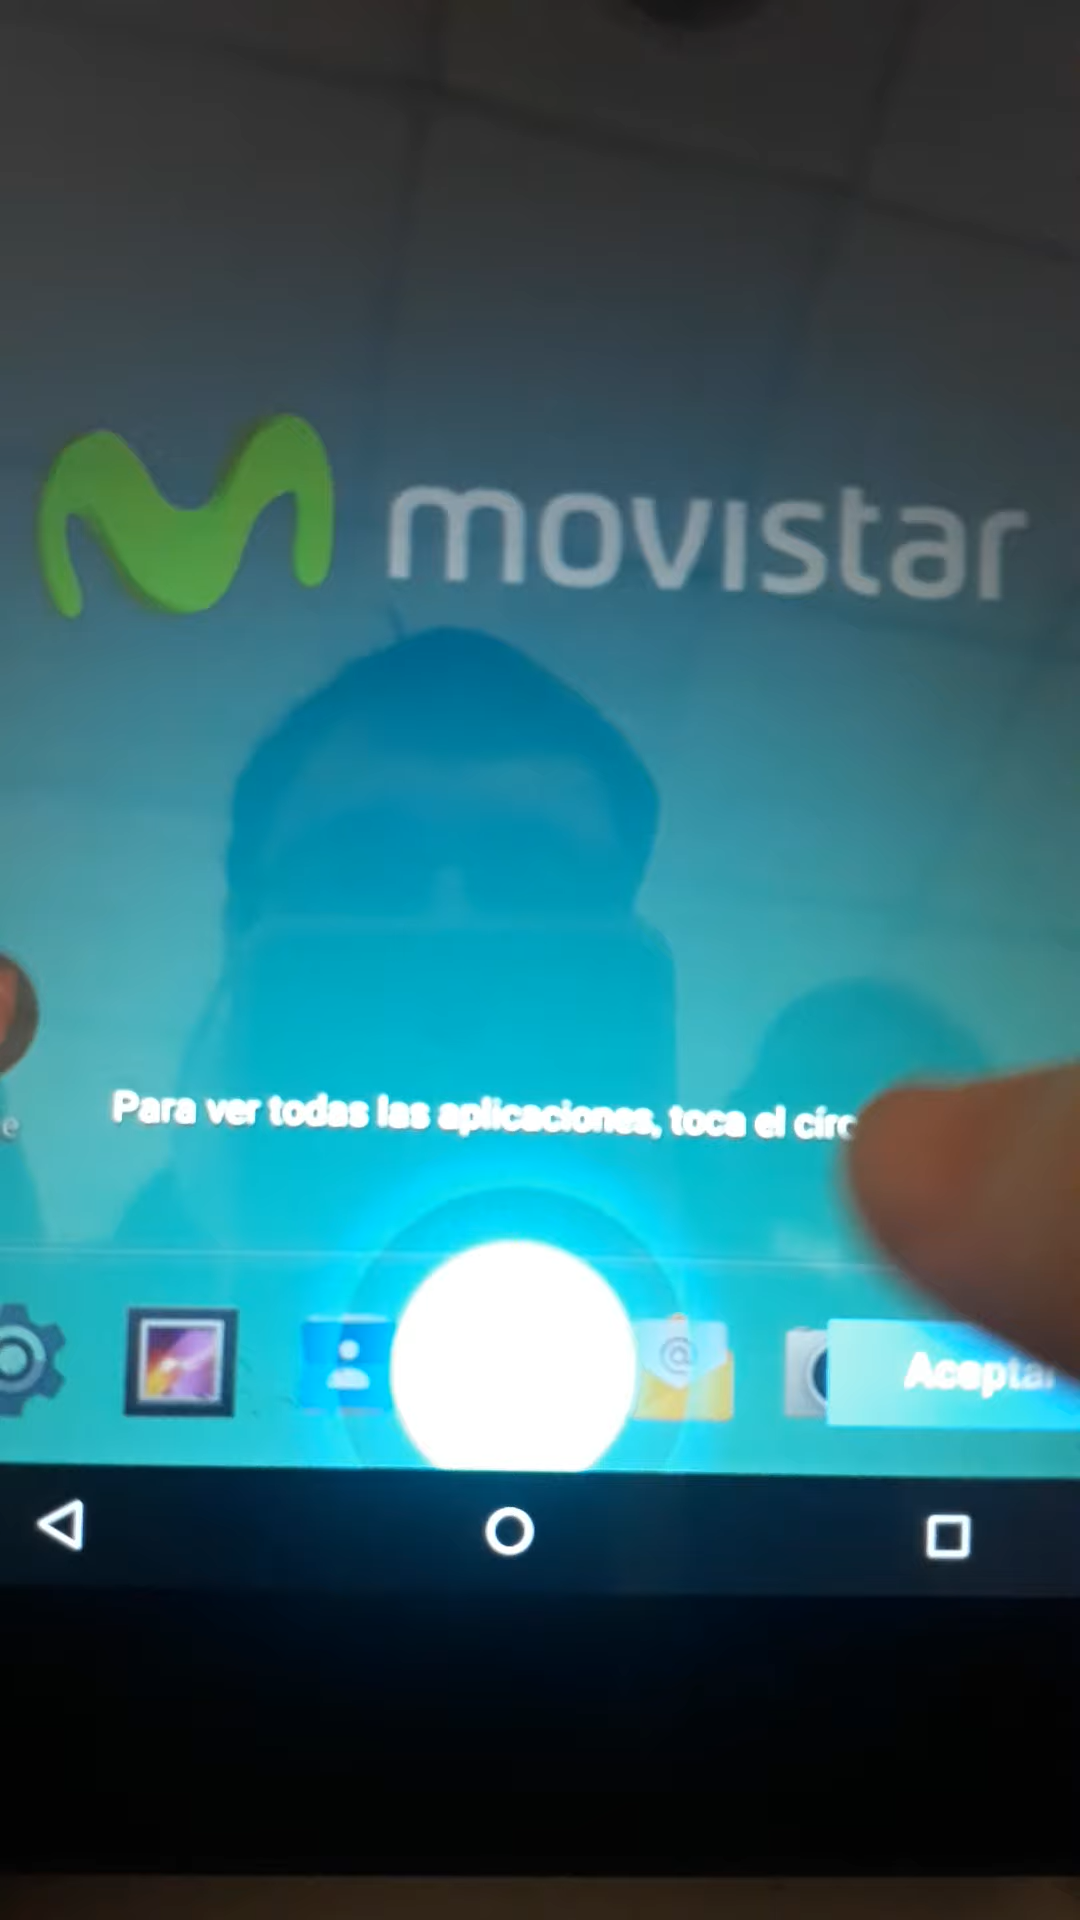 movistar
Para ver todas las aplicaciones, toca el círc
e
Aceptar